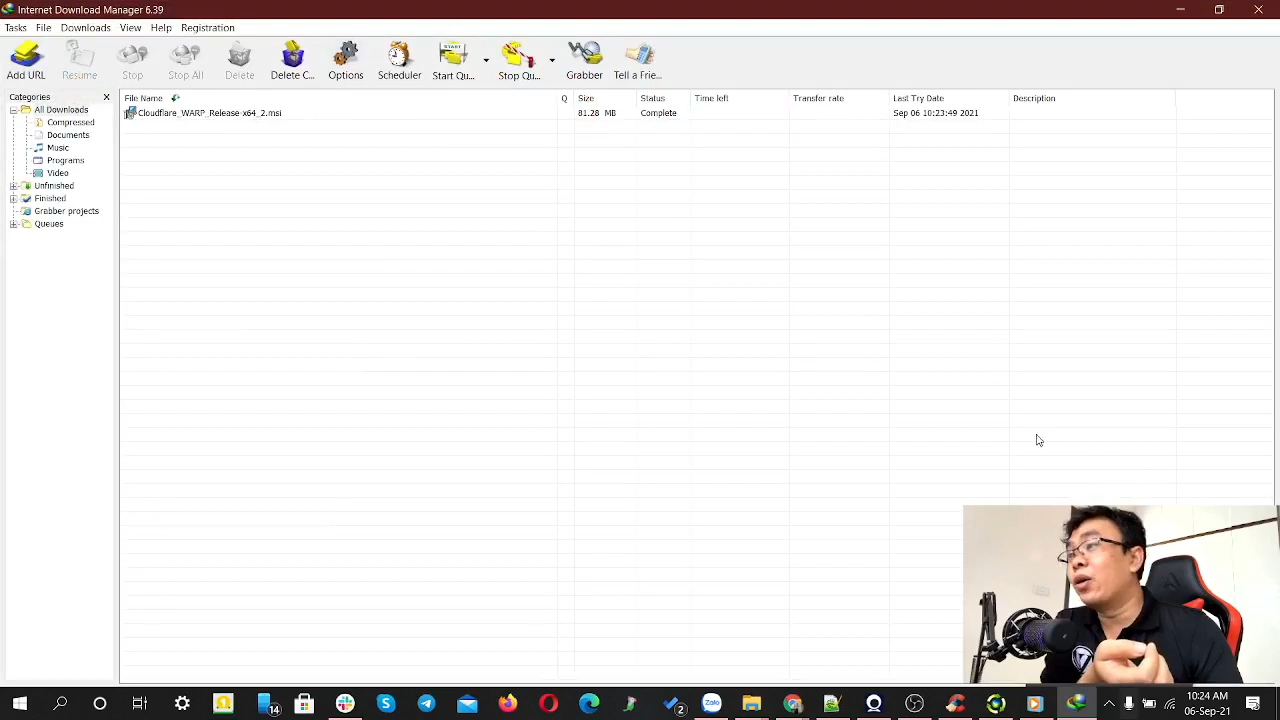 Internet Download Manager 6.39
Tasks File Downloads View Help Registration
Add URL Resume Stop Stop All Delete Delete C... Options Scheduler Start Qu... Stop Qu... Grabber Tell a Frie...
Categories
All Downloads
Compressed
Documents
Music
Programs
Video
Unfinished
Finished
Grabber projects
Queues
File Name Q Size Status Time left Transfer rate Last Try Date Description
Cloudflare_WARP_Release-x64_2.msi 81.28 MB Complete Sep 06 10:23:49 2021
14
2
Zalo
10:24 AM
06-Sep-21